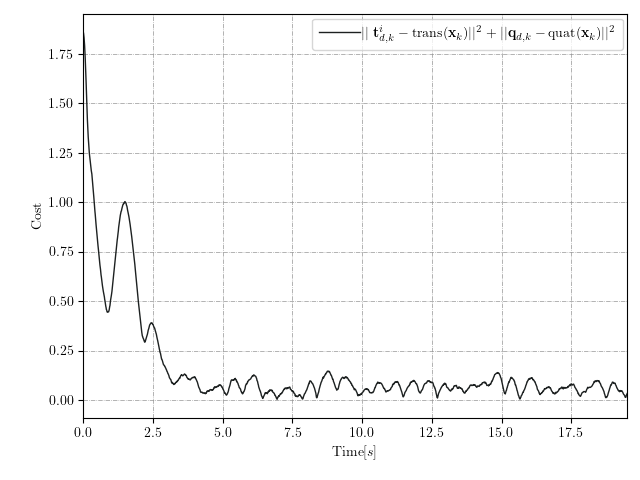 || t^i_{d,k} − trans(x_k)||² + ||q_{d,k} − quat(x_k)||²
1.75
1.50
1.25
1.00
0.75
0.50
0.25
0.00
Cost
0.0 2.5 5.0 7.5 10.0 12.5 15.0 17.5
Time[s]